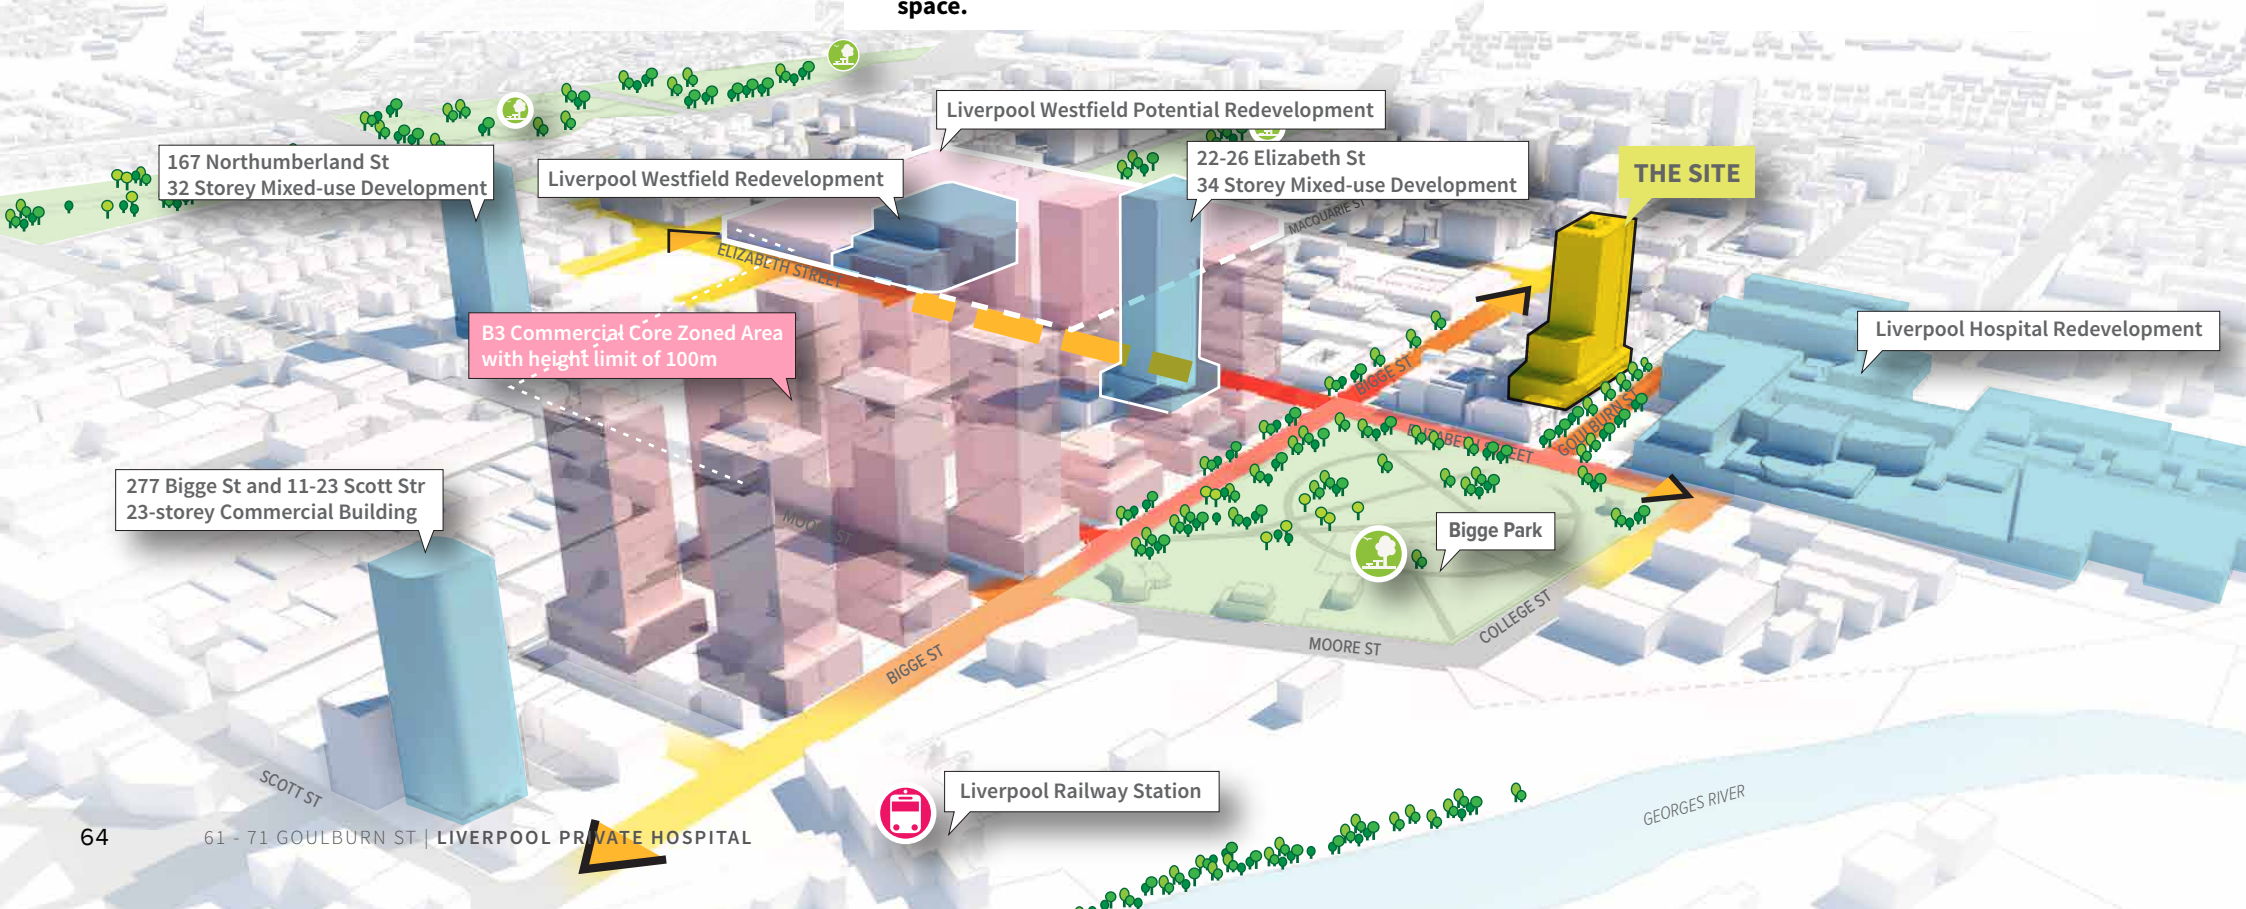 space.
Liverpool Westfield Potential Redevelopment
167 Northumberland St
32 Storey Mixed-use Development
Liverpool Westfield Redevelopment
22-26 Elizabeth St
34 Storey Mixed-use Development
THE SITE
MACQUARIE ST
ELIZABETH STREET
B3 Commercial Core Zoned Area
with height limit of 100m
Liverpool Hospital Redevelopment
BIGGE ST
GOULBURN ST
ELIZABETH STREET
277 Bigge St and 11-23 Scott Str
23-storey Commercial Building
MOORE ST
Bigge Park
COLLEGE ST
MOORE ST
BIGGE ST
SCOTT ST
Liverpool Railway Station
GEORGES RIVER
64
61 - 71 GOULBURN ST | LIVERPOOL PRIVATE HOSPITAL